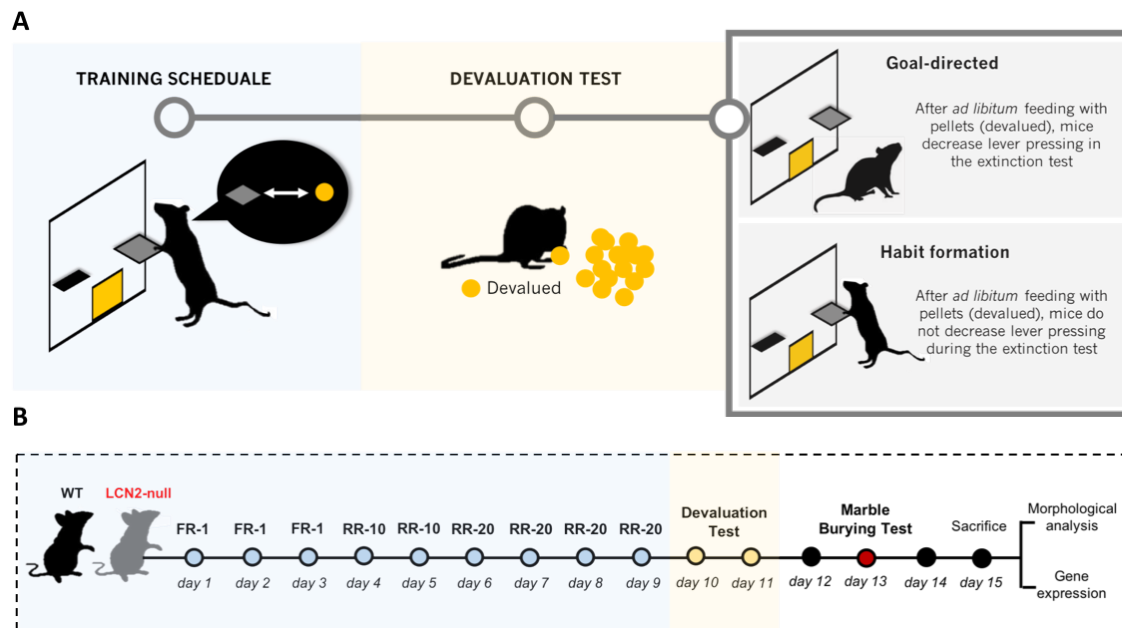 A
TRAINING SCHEDUALE
DEVALUATION TEST
Devalued
Goal-directed
After ad libitum feeding with
pellets (devalued), mice
decrease lever pressing in
the extinction test
Habit formation
After ad libitum feeding with
pellets (devalued), mice do
not decrease lever pressing
during the extinction test
B
WT LCN2-null
FR-1 FR-1 FR-1 RR-10 RR-10 RR-20 RR-20 RR-20 RR-20
Devaluation
Test
Marble
Burying Test
Sacrifice
day 1 day 2 day 3 day 4 day 5 day 6 day 7 day 8 day 9 day 10 day 11 day 12 day 13 day 14 day 15
Morphological
analysis
Gene
expression